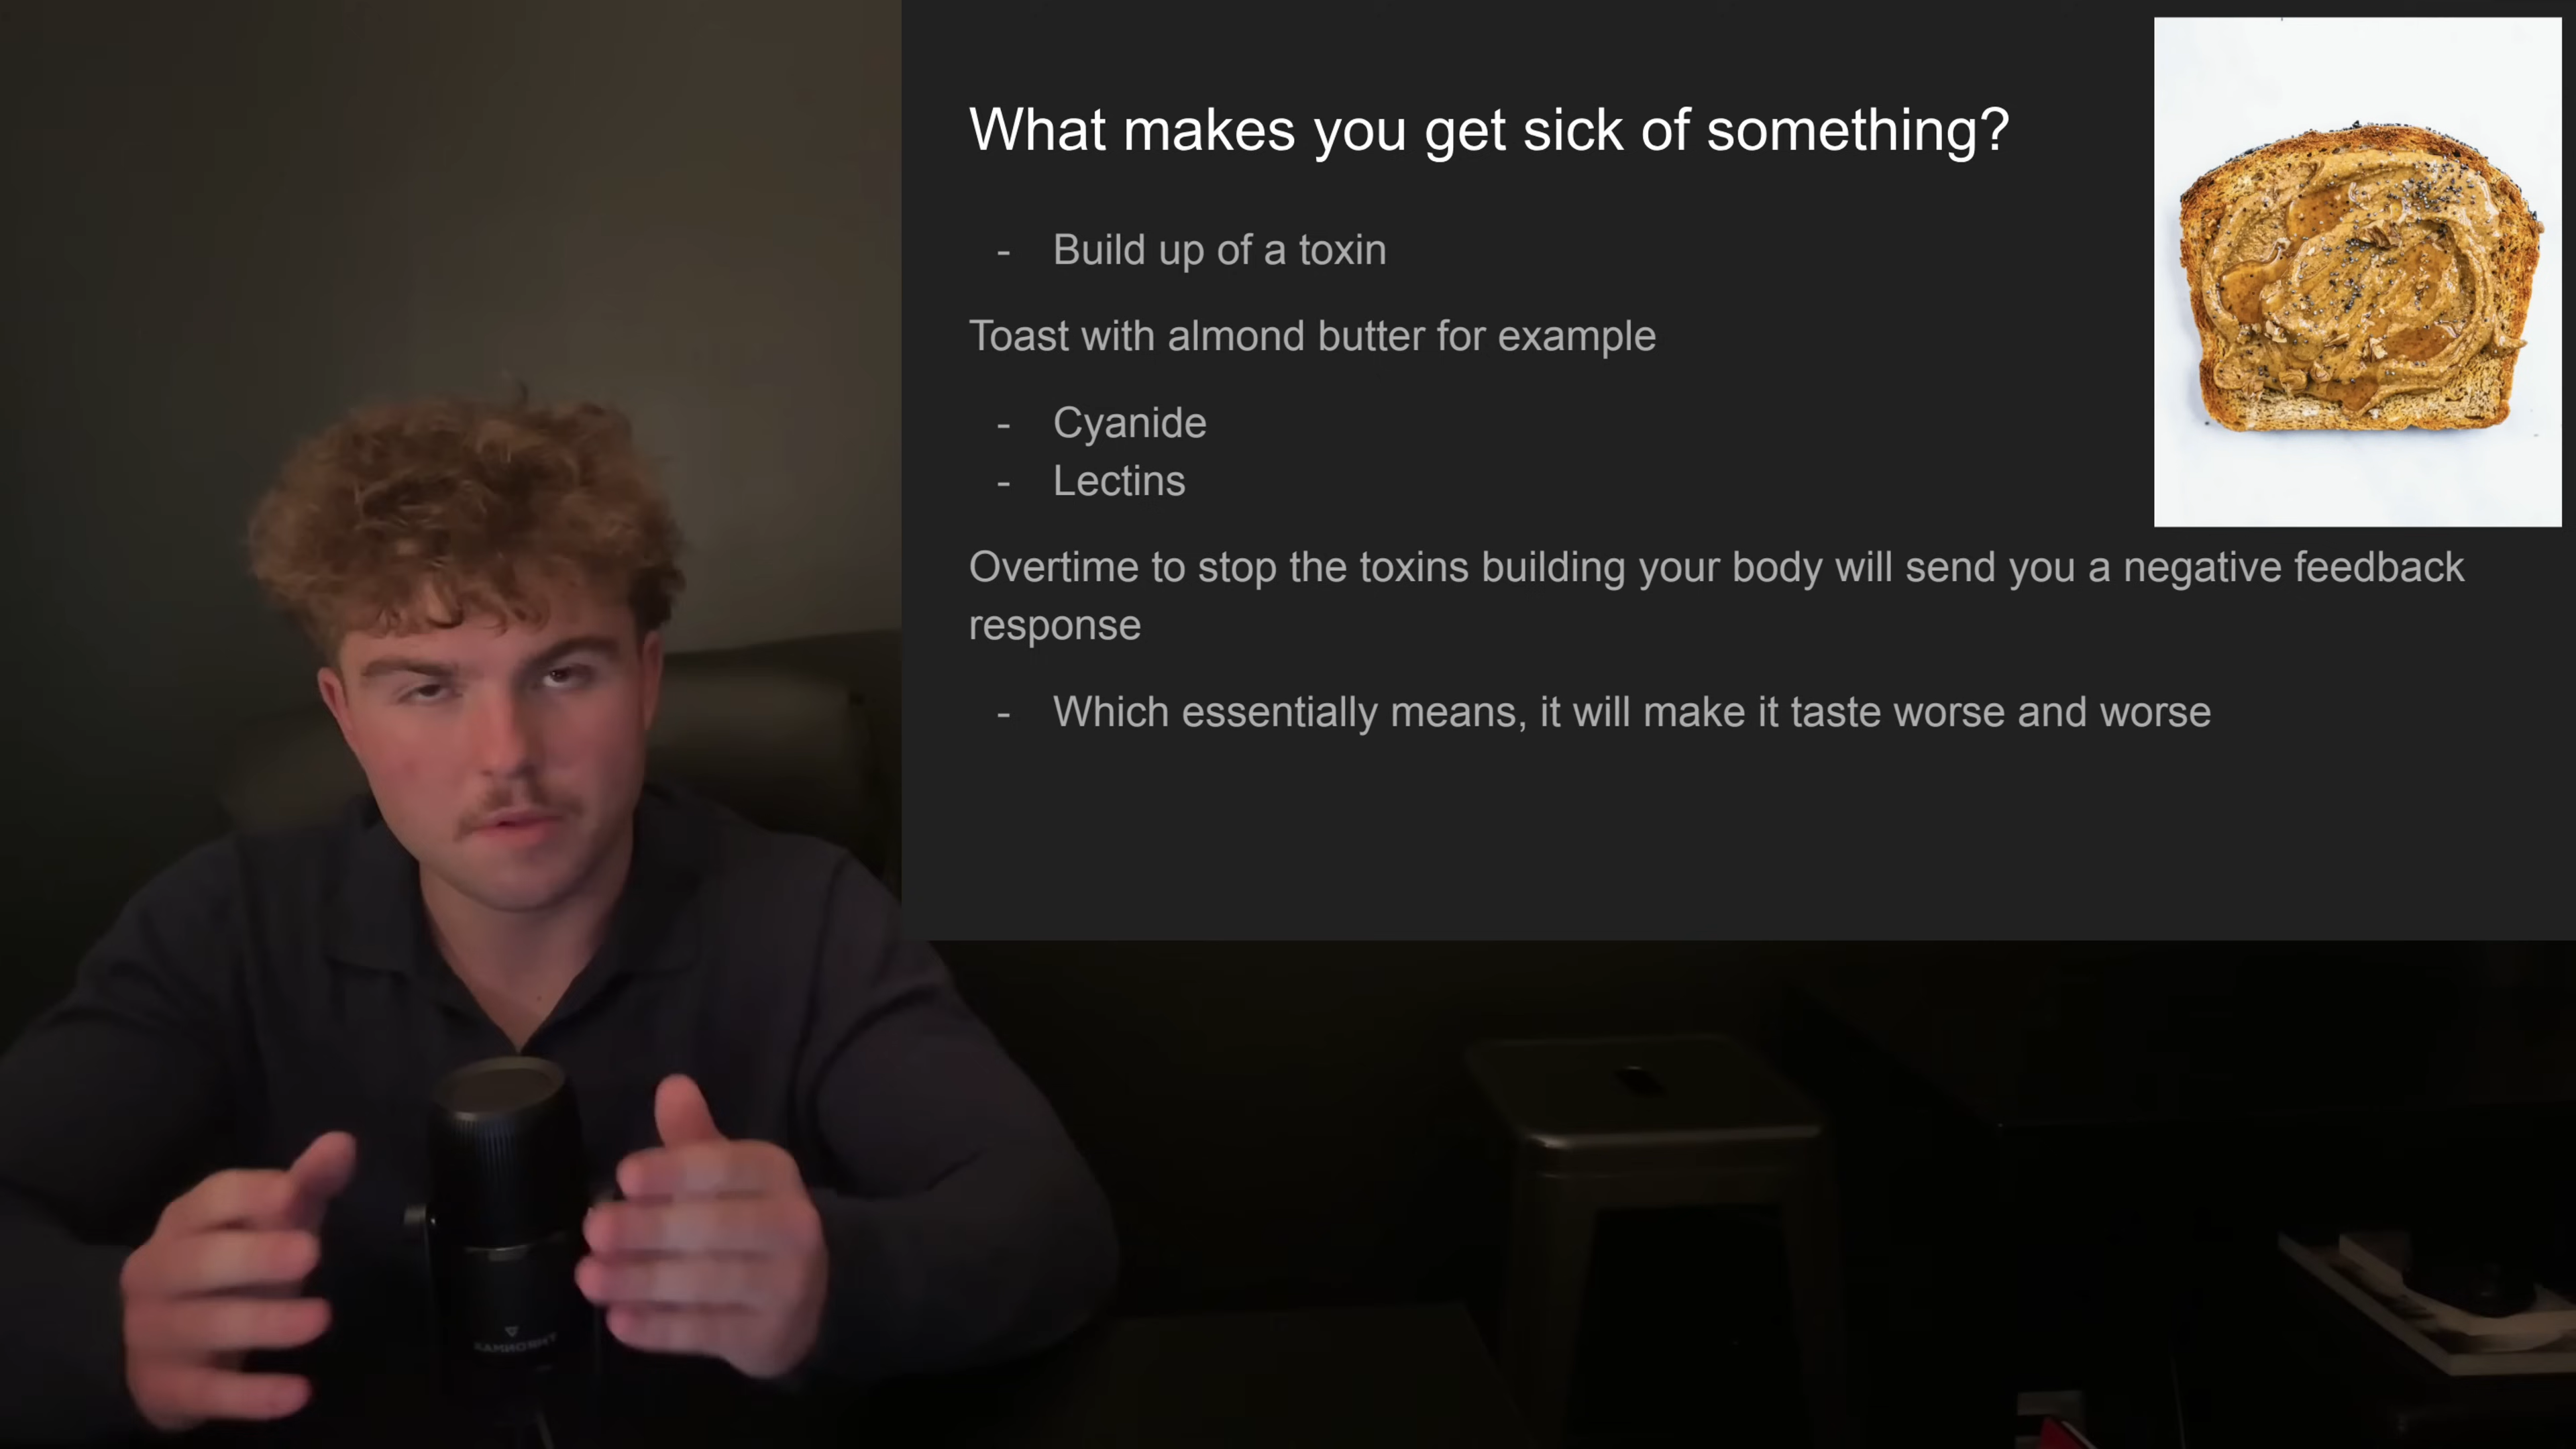 What makes you get sick of something?
- Build up of a toxin
Toast with almond butter for example
- Cyanide
- Lectins
Overtime to stop the toxins building your body will send you a negative feedback
response
- Which essentially means, it will make it taste worse and worse